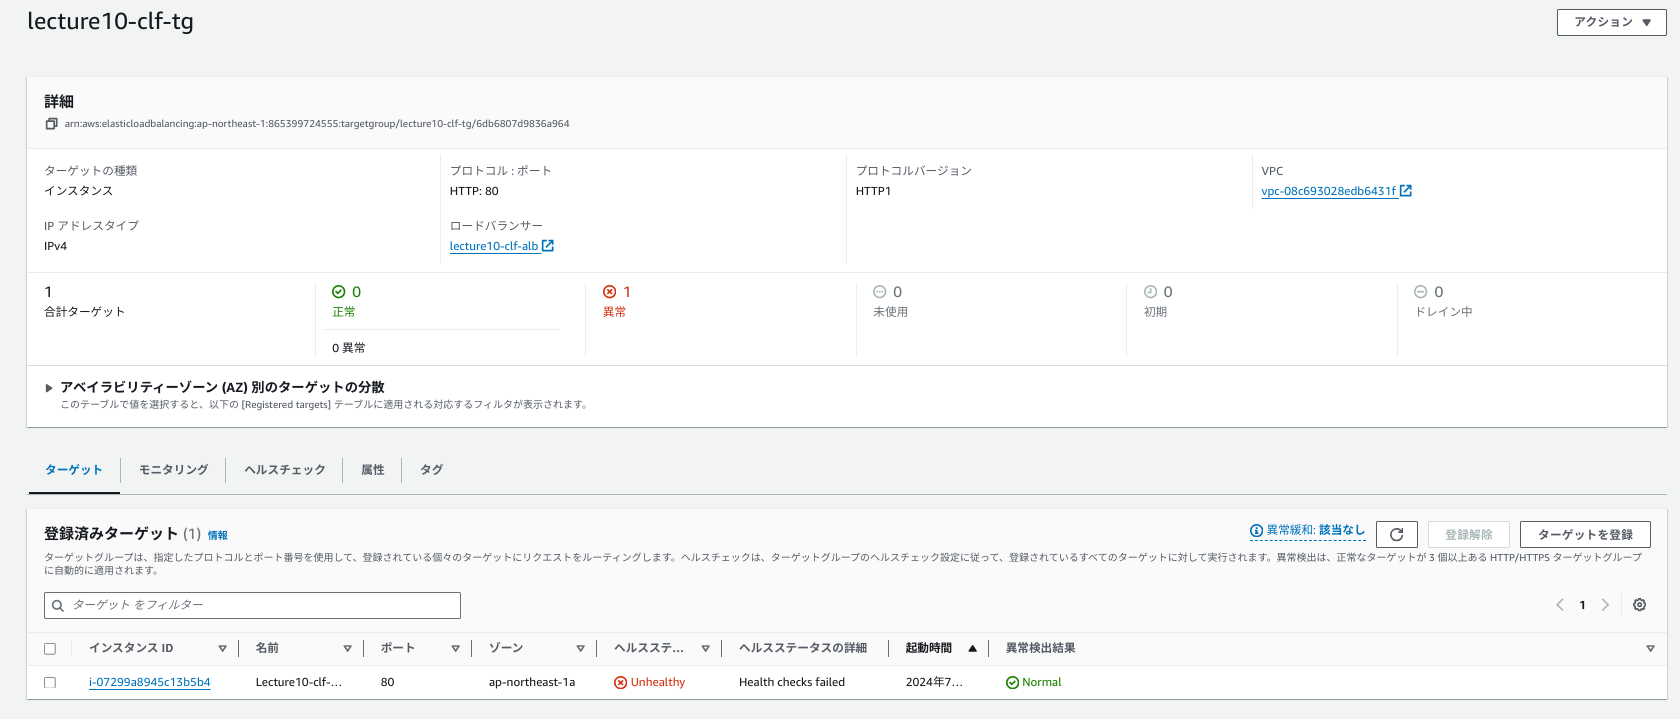 lecture10-clf-tg
アクション
詳細
arn:aws:elasticloadbalancing:ap-northeast-1:865399724555:targetgroup/lecture10-clf-tg/6db6807d9836a964
ターゲットの種類
インスタンス
プロトコル : ポート
HTTP: 80
プロトコルバージョン
HTTP1
VPC
vpc-08c693028edb6431f
IP アドレスタイプ
IPv4
ロードバランサー
lecture10-clf-alb
1
合計ターゲット
0
正常
0 異常
1
異常
0
未使用
0
初期
0
ドレイン中
アベイラビリティーゾーン (AZ) 別のターゲットの分散
このテーブルで値を選択すると、以下の [Registered targets] テーブルに適用される対応するフィルタが表示されます。
ターゲット
モニタリング
ヘルスチェック
属性
タグ
登録済みターゲット (1) 情報
異常緩和: 該当なし
登録解除
ターゲットを登録
ターゲットグループは、指定したプロトコルとポート番号を使用して、登録されている個々のターゲットにリクエストをルーティングします。ヘルスチェックは、ターゲットグループのヘルスチェック設定に従って、登録されているすべてのターゲットに対して実行されます。異常検出は、正常なターゲットが 3 個以上ある HTTP/HTTPS ターゲットグループ
に自動的に適用されます。
ターゲット をフィルター
1
インスタンス ID
名前
ポート
ゾーン
ヘルスステ...
ヘルスステータスの詳細
起動時間
異常検出結果
i-07299a8945c13b5b4
Lecture10-clf-...
80
ap-northeast-1a
Unhealthy
Health checks failed
2024年7...
Normal